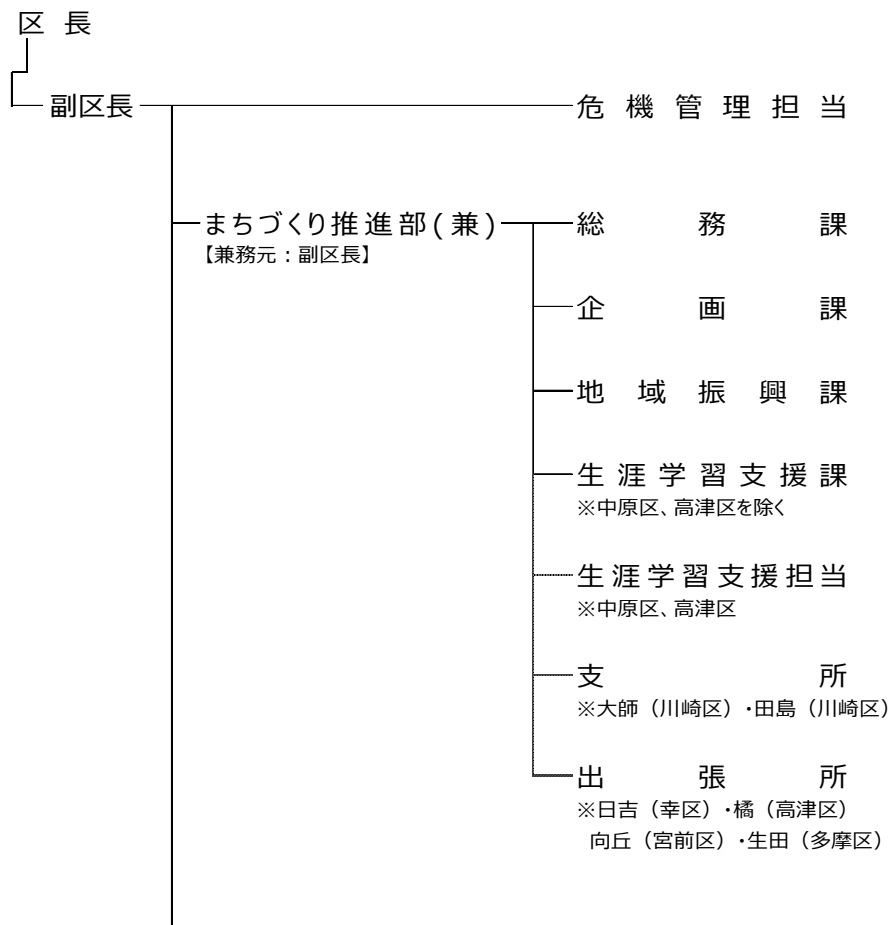 区長
副区長
危機管理担当
まちづくり推進部(兼)
【兼務元：副区長】
総務課
企画課
地域振興課
生涯学習支援課
※中原区、高津区を除く
生涯学習支援担当
※中原区、高津区
支所
※大師（川崎区）・田島（川崎区）
出張所
※日吉（幸区）・橘（高津区）
向丘（宮前区）・生田（多摩区）